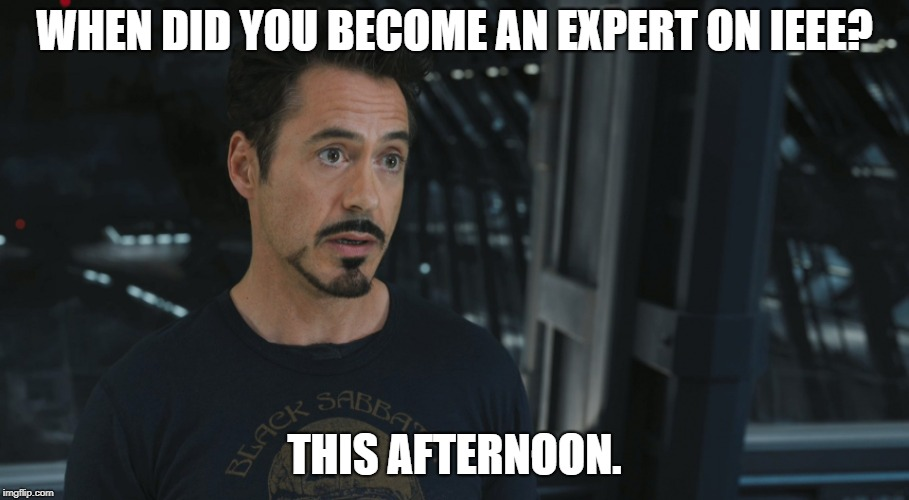 WHEN DID YOU BECOME AN EXPERT ON IEEE?
BLACK SABBA
THIS AFTERNOON.
imgflip.com